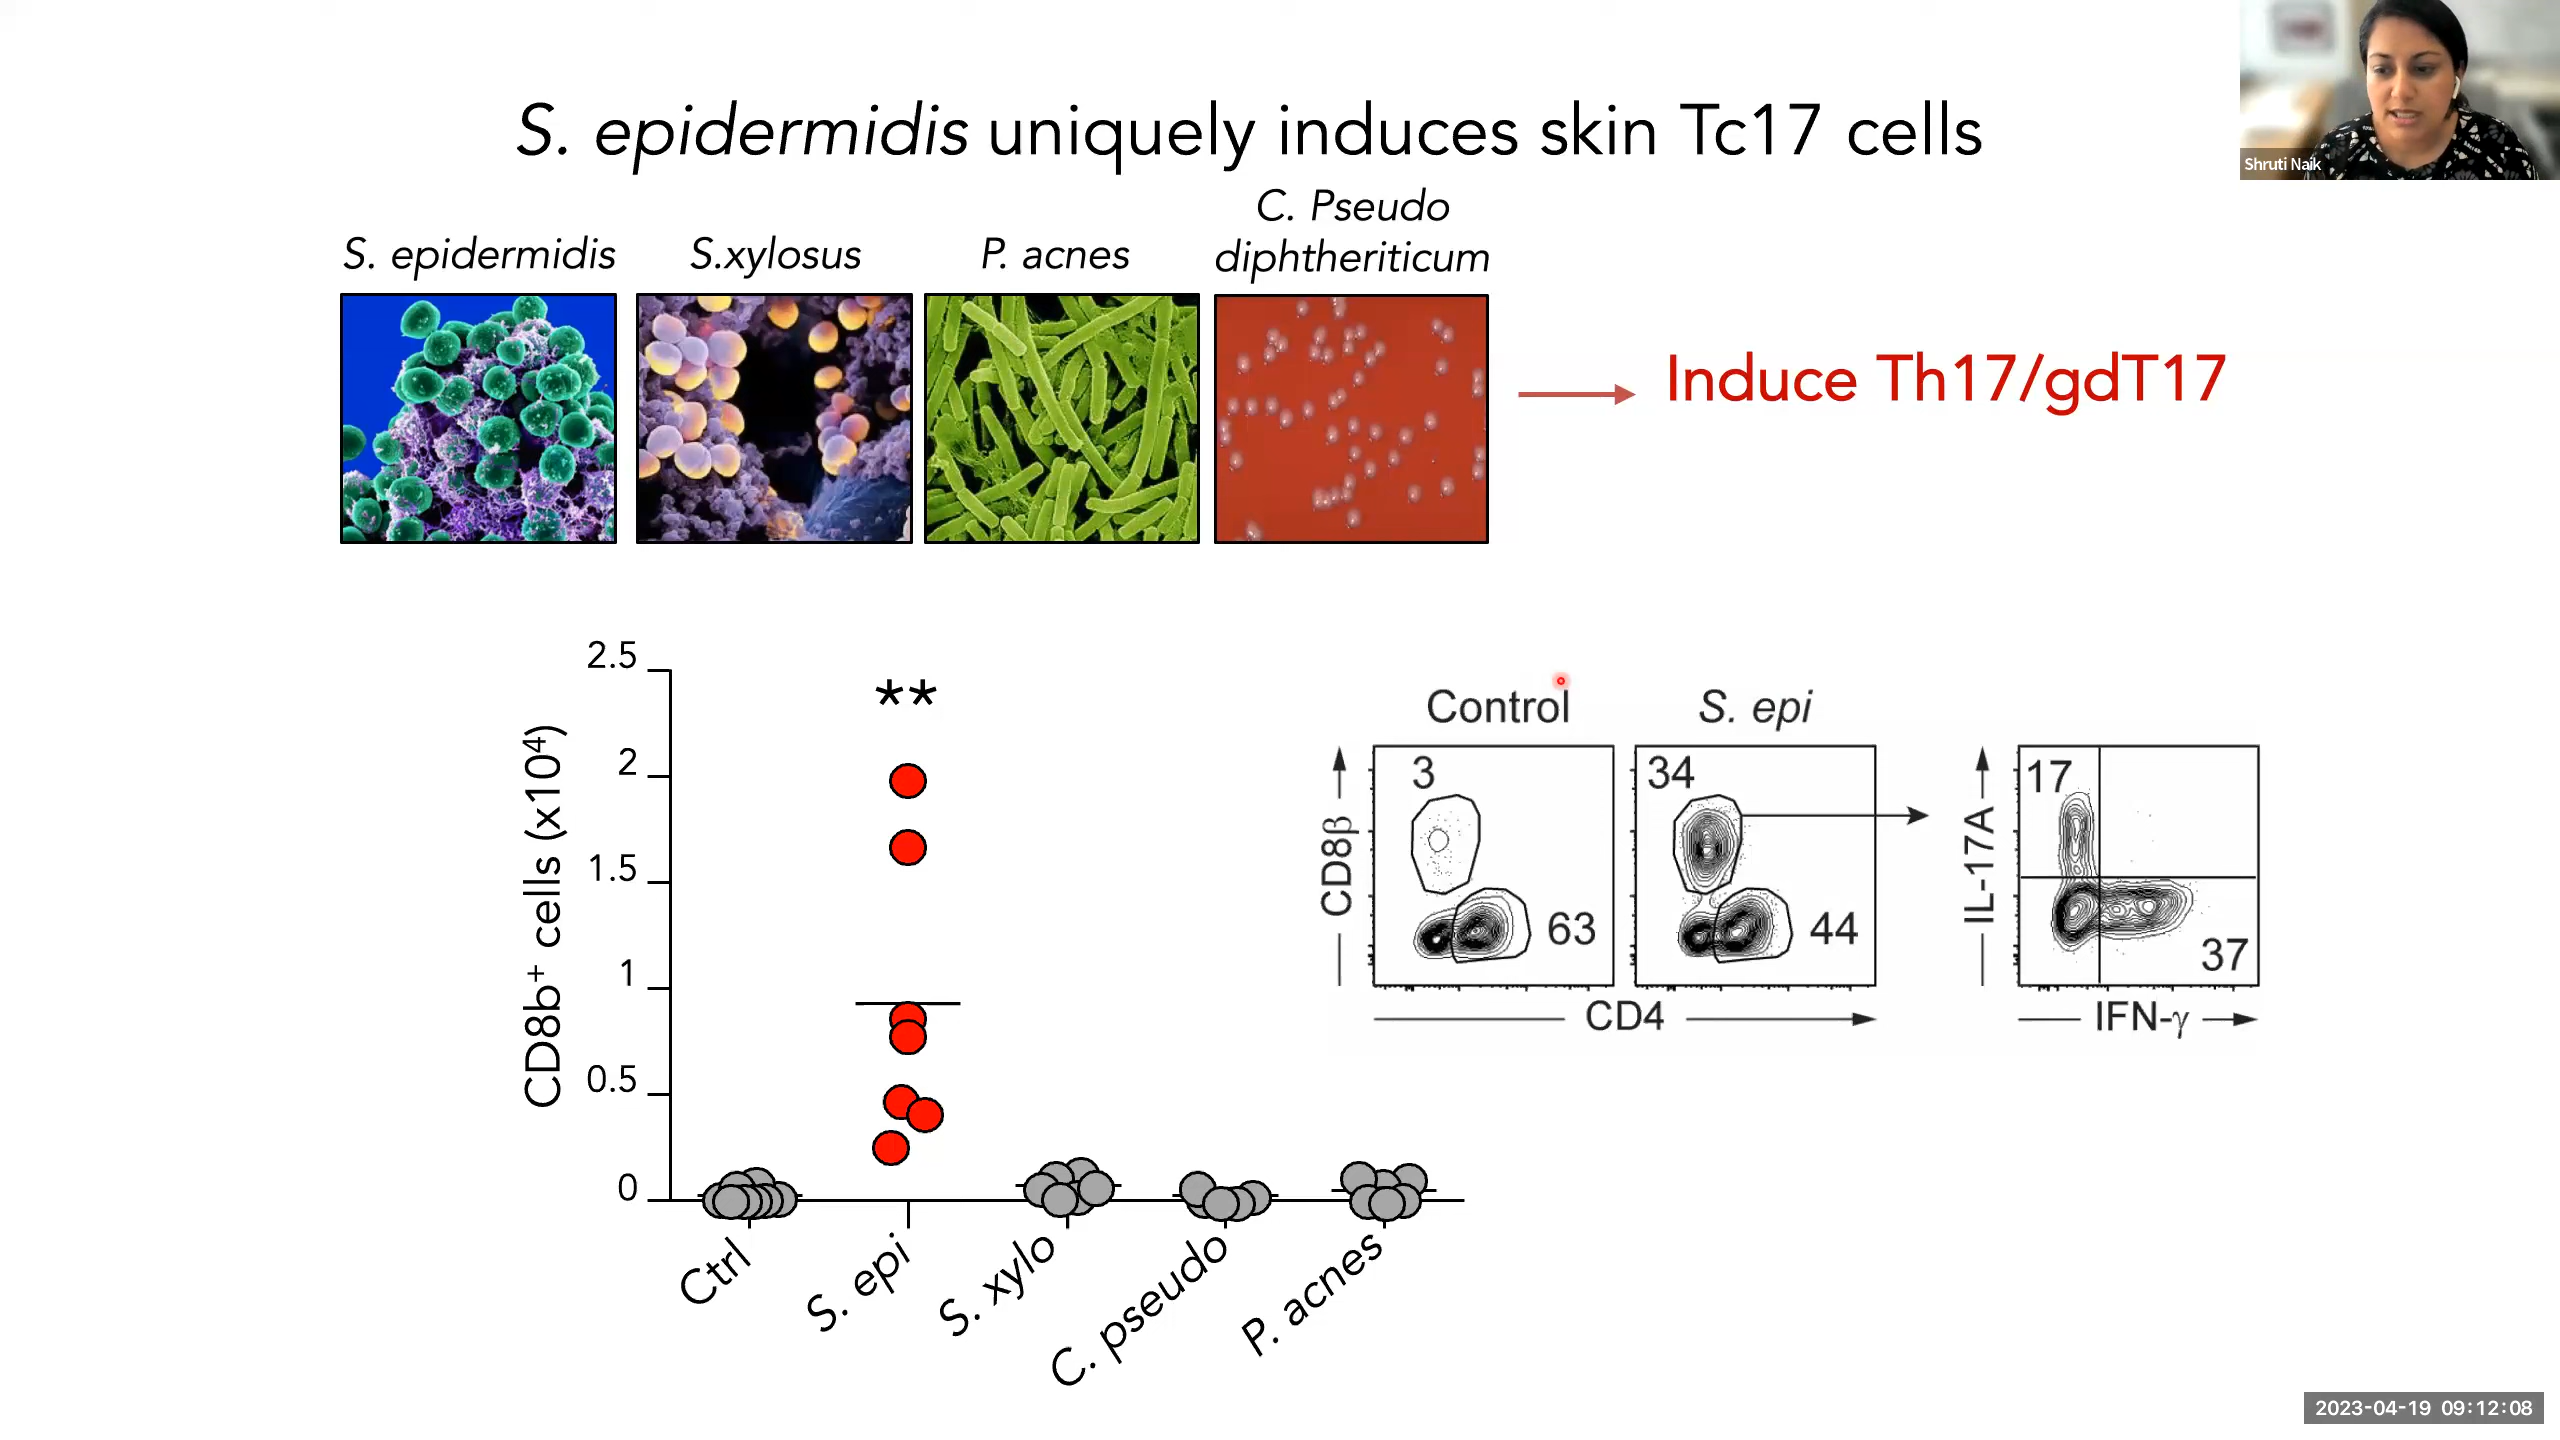 S. epidermidis uniquely induces skin Tc17 cells
Shruti Naik
S. epidermidis
S.xylosus
P. acnes
C. Pseudo
diphtheriticum
Induce Th17/gdT17
CD8b⁺ cells (x10⁴)
2.5
2
1.5
1
0.5
0
**
Ctrl
S. epi
S. xylo
C. pseudo
P. acnes
Control
S. epi
CD8β
3
63
34
44
CD4
IL-17A
17
37
IFN-γ
2023-04-19 09:12:08